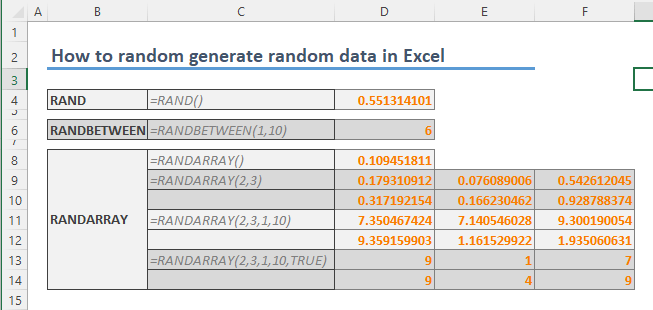 A B C D E F
1
2 How to random generate random data in Excel
3
4 RAND =RAND() 0.551314101
5
6 RANDBETWEEN =RANDBETWEEN(1,10) 6
7
8 =RANDARRAY() 0.109451811
9 =RANDARRAY(2,3) 0.179310912 0.076089006 0.542612045
10 0.317192154 0.166230462 0.928788374
11 RANDARRAY =RANDARRAY(2,3,1,10) 7.350467424 7.140546028 9.300190054
12 9.359159903 1.161529922 1.935060631
13 =RANDARRAY(2,3,1,10,TRUE) 9 1 7
14 9 4 9
15